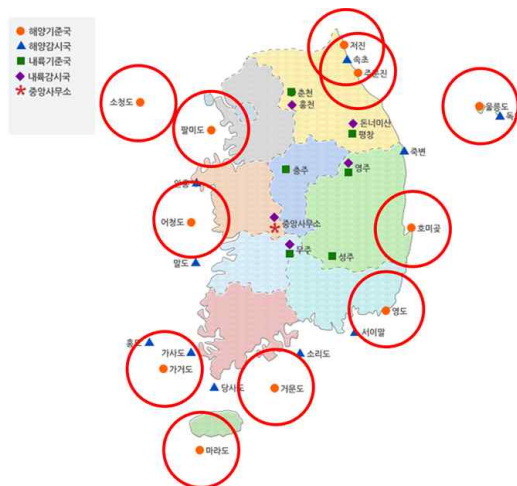 해양기준국
해양감시국
내륙기준국
내륙감시국
중앙사무소
저진
속초
주문진
소청도
춘천
홍천
울릉도
독
팔미도
돈너미산
평창
죽변
충주
영주
어청도
중앙사무소
호미곶
무주
성주
말도
영도
서이말
가사도
소리도
가거도
당사도
거문도
마라도